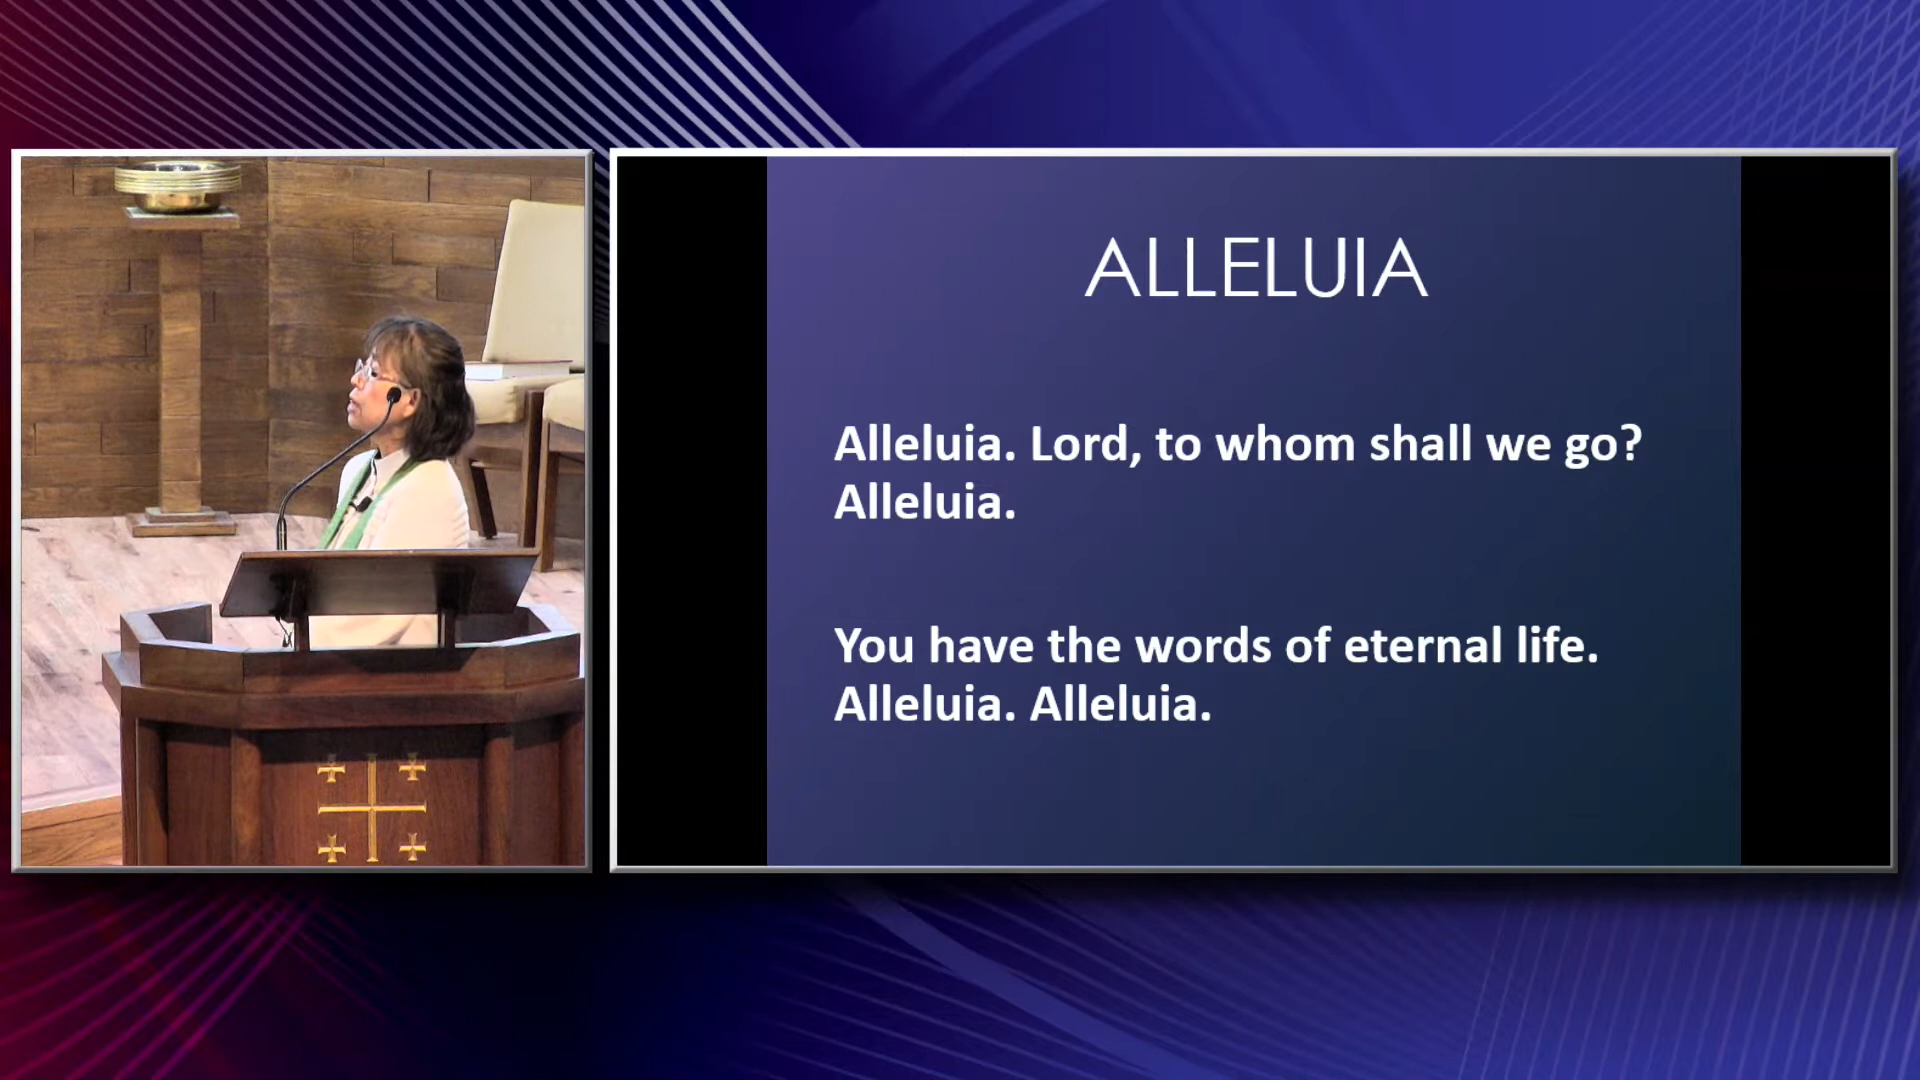 ALLELUIA
Alleluia. Lord, to whom shall we go?
Alleluia.
You have the words of eternal life.
Alleluia. Alleluia.